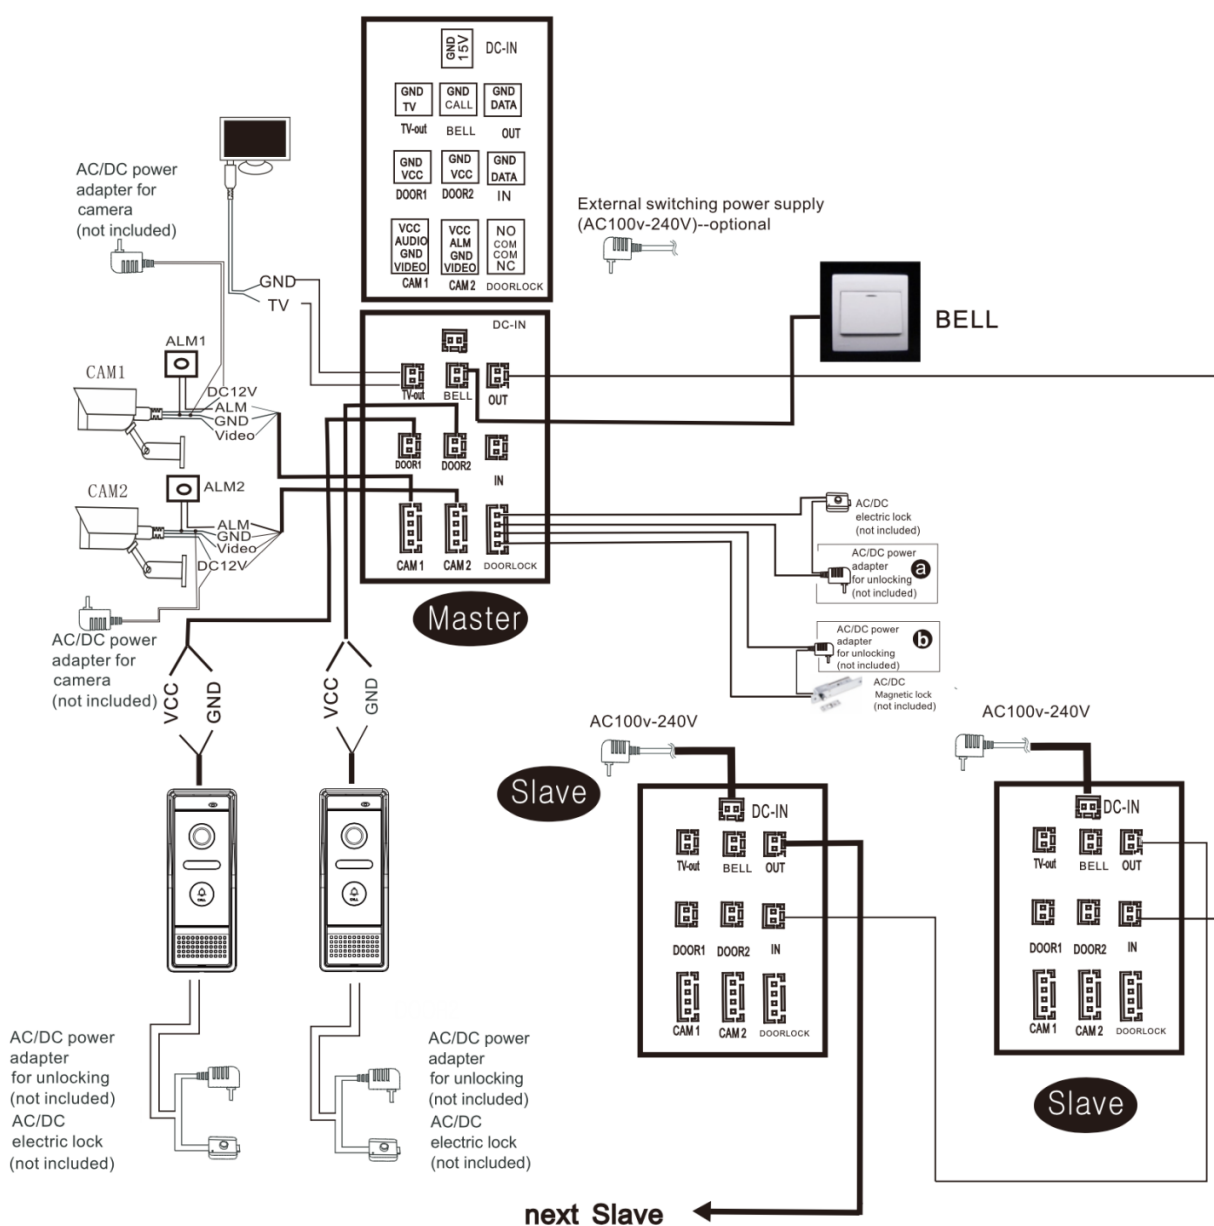 GND
15V
DC-IN
GND
TV
TV-out
GND
CALL
BELL
GND
DATA
OUT
GND
VCC
DOOR1
GND
VCC
DOOR2
GND
DATA
IN
VCC
AUDIO
GND
VIDEO
CAM 1
VCC
ALM
GND
VIDEO
CAM 2
NO
COM
COM
NC
DOORLOCK
AC/DC power
adapter for
camera
(not included)
External switching power supply
(AC100v-240V)--optional
GND
TV
BELL
DC-IN
TV-out
BELL
OUT
DOOR1
DOOR2
IN
CAM 1
CAM 2
DOORLOCK
Master
ALM1
CAM1
DC12V
ALM
GND
Video
CAM2
ALM2
ALM
GND
Video
DC12V
AC/DC power
adapter for
camera
(not included)
AC/DC
electric lock
(not included)
AC/DC power
adapter
for unlocking
(not included)
a
AC/DC power
adapter
for unlocking
(not included)
b
AC/DC
Magnetic lock
(not included)
VCC
GND
VCC
GND
CALL
CALL
AC/DC power
adapter
for unlocking
(not included)
AC/DC
electric lock
(not included)
AC/DC power
adapter
for unlocking
(not included)
AC/DC
electric lock
(not included)
AC100v-240V
Slave
DC-IN
TV-out
BELL
OUT
DOOR1
DOOR2
IN
CAM 1
CAM 2
DOORLOCK
AC100v-240V
DC-IN
TV-out
BELL
OUT
DOOR1
DOOR2
IN
CAM 1
CAM 2
DOORLOCK
Slave
next Slave